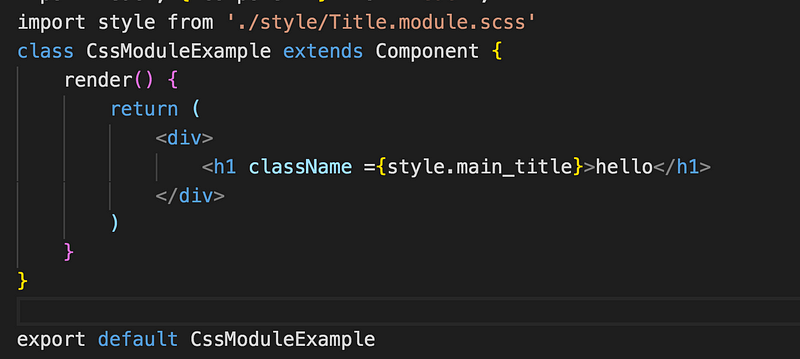 import style from './style/Title.module.scss'
class CssModuleExample extends Component {
render() {
return (
<div>
<h1 className ={style.main_title}>hello</h1>
</div>
)
}
}
export default CssModuleExample